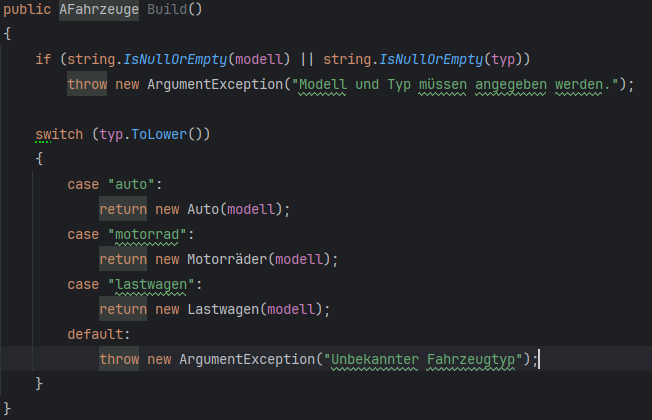 public AFahrzeuge Build()
{
    if (string.IsNullOrEmpty(modell) || string.IsNullOrEmpty(typ))
        throw new ArgumentException("Modell und Typ müssen angegeben werden.");

    switch (typ.ToLower())
    {
        case "auto":
            return new Auto(modell);
        case "motorrad":
            return new Motorräder(modell);
        case "lastwagen":
            return new Lastwagen(modell);
        default:
            throw new ArgumentException("Unbekannter Fahrzeugtyp");
    }
}